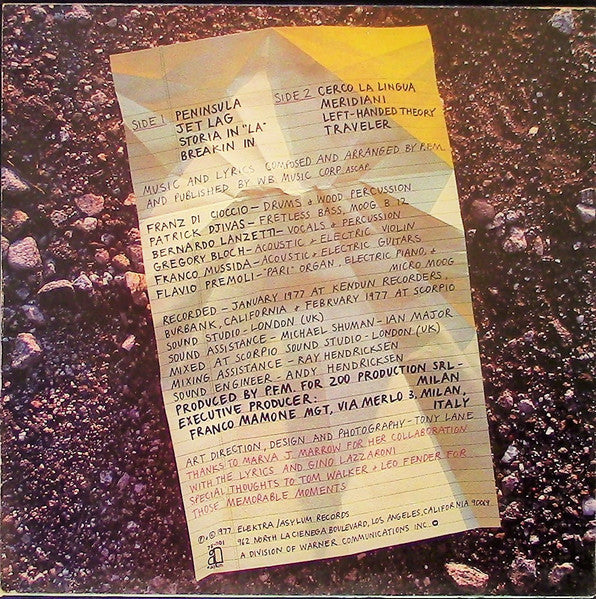 SIDE 1 PENINSULA
JET LAG
STORIA IN "LA"
BREAKIN IN
SIDE 2 CERCO LA LINGUA
MERIDIANI
LEFT-HANDED THEORY
TRAVELER
MUSIC AND LYRICS COMPOSED AND ARRANGED BY P.F.M.
AND PUBLISHED BY WB MUSIC CORP. ASCAP.
FRANZ DI CIOCCIO - DRUMS + WOOD PERCUSSION
PATRICK DJIVAS - FRETLESS BASS, MOOG B 12
BERNARDO LANZETTI - VOCALS + PERCUSSION
GREGORY BLOCH - ACOUSTIC + ELECTRIC VIOLIN
FRANCO MUSSIDA - ACOUSTIC + ELECTRIC GUITARS
FLAVIO PREMOLI - "PARI" ORGAN, ELECTRIC PIANO, +
MICRO MOOG
RECORDED - JANUARY 1977 AT KENDUN RECORDERS,
BURBANK, CALIFORNIA + FEBRUARY 1977 AT SCORPIO
SOUND STUDIO - LONDON (UK)
SOUND ASSISTANCE - MICHAEL SHUMAN - IAN MAJOR
MIXED AT SCORPIO SOUND STUDIO - LONDON (UK)
MIXING ASSISTANCE - RAY HENDRICKSEN
SOUND ENGINEER - ANDY HENDRICKSEN
PRODUCED BY P.F.M. FOR ZOO PRODUCTION SRL -
MILAN
EXECUTIVE PRODUCER:
FRANCO MAMONE MGT, VIA MERLO 3, MILAN,
ITALY
ART DIRECTION, DESIGN AND PHOTOGRAPHY - TONY LANE
THANKS TO MARVA J. MARROW FOR HER COLLABORATION
WITH THE LYRICS AND GINO LAZZARONI
SPECIAL THOUGHTS TO TOM WALKER + LEO FENDER FOR
THOSE MEMORABLE MOMENTS
℗ + © 1977 ELEKTRA/ASYLUM RECORDS
962 NORTH LA CIENEGA BOULEVARD, LOS ANGELES, CALIFORNIA 90069
A DIVISION OF WARNER COMMUNICATIONS INC.